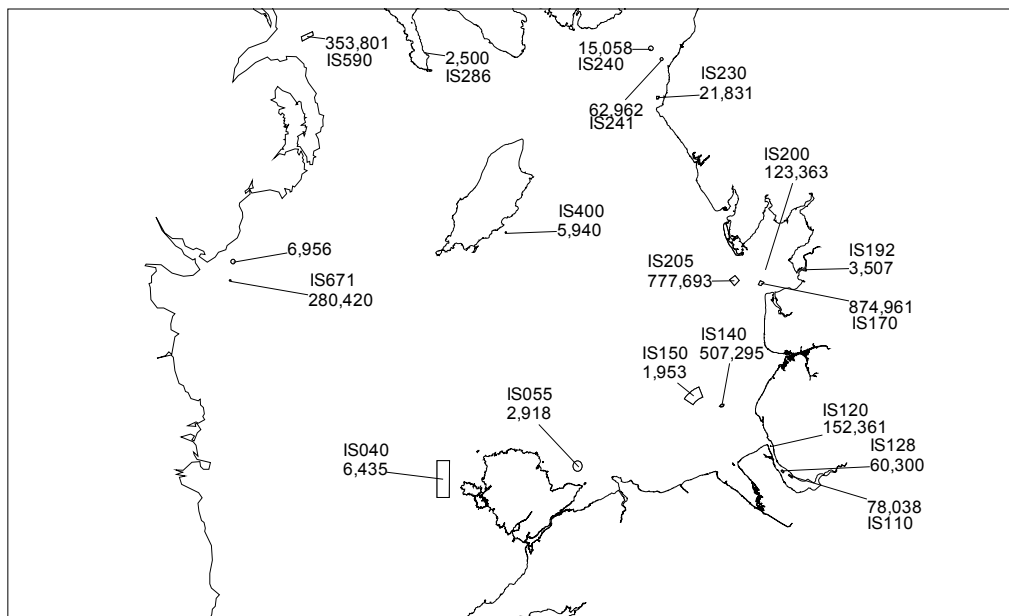 353,801
IS590
2,500
IS286
15,058
IS240
62,962
IS241
IS230
21,831
IS200
123,363
IS400
5,940
6,956
IS671
280,420
IS205
777,693
IS192
3,507
874,961
IS170
IS140
507,295
IS150
1,953
IS055
2,918
IS040
6,435
IS120
152,361
IS128
60,300
78,038
IS110